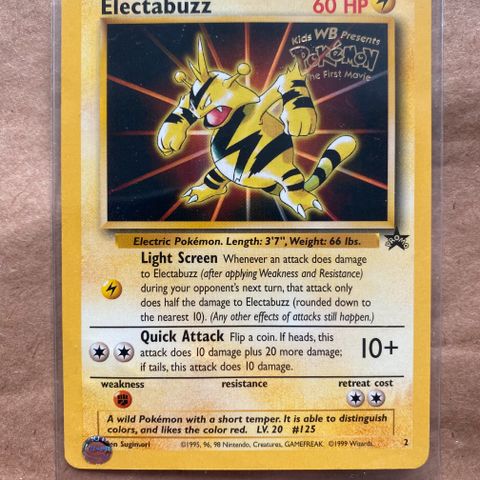 Electabuzz 60 HP
Kids WB Presents
POKéMON
The First Movie
PROMO
Electric Pokémon. Length: 3'7", Weight: 66 lbs.
Light Screen Whenever an attack does damage
to Electabuzz (after applying Weakness and Resistance)
during your opponent's next turn, that attack only
does half the damage to Electabuzz (rounded down to
the nearest 10). (Any other effects of attacks still happen.)
Quick Attack Flip a coin. If heads, this
attack does 10 damage plus 20 more damage;
if tails, this attack does 10 damage.
10+
weakness resistance retreat cost
A wild Pokémon with a short temper. It is able to distinguish
colors, and likes the color red. LV. 20 #125
en Sugimori ©1995, 96, 98 Nintendo, Creatures, GAMEFREAK. ©1999 Wizards. 2